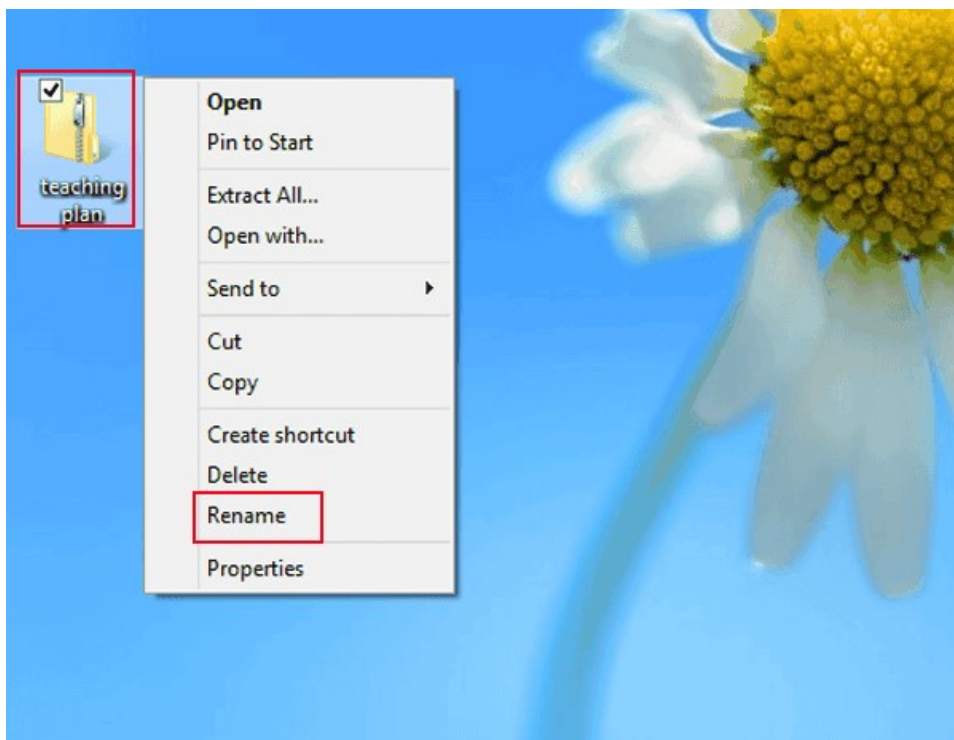 teaching
plan
Open
Pin to Start
Extract All...
Open with...
Send to
Cut
Copy
Create shortcut
Delete
Rename
Properties